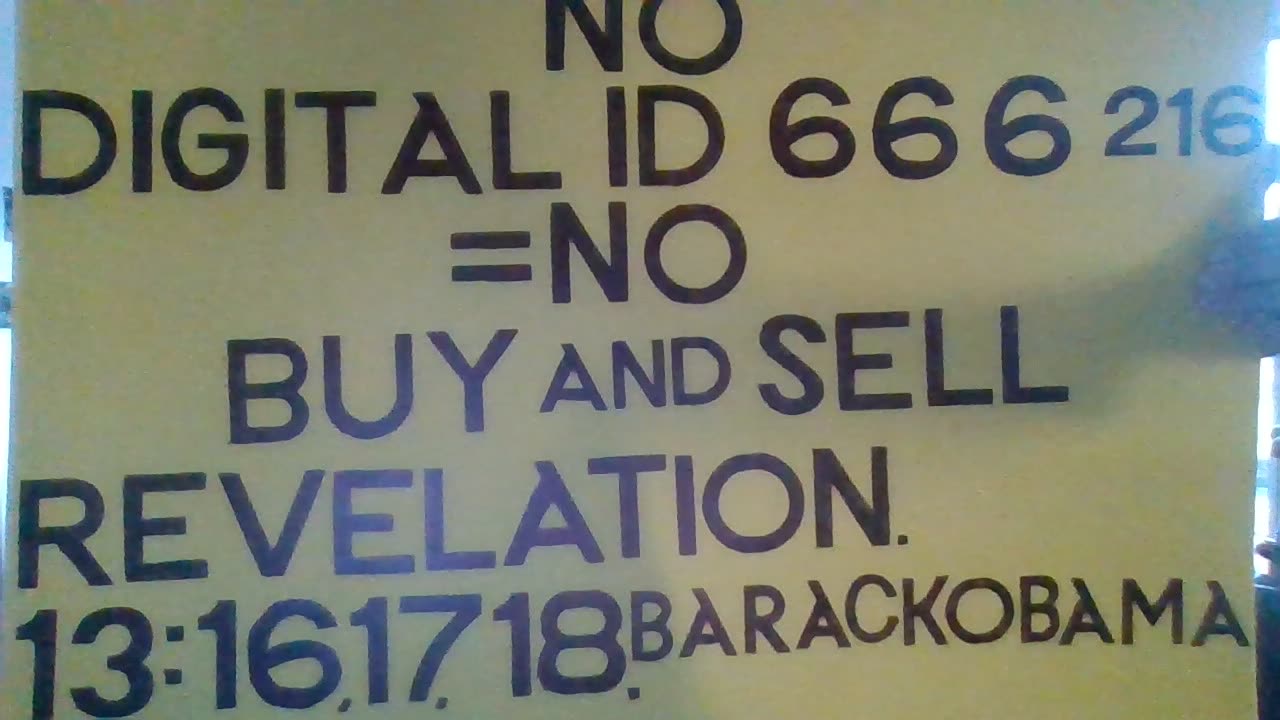 NO
DIGITAL ID 666 216
=NO
BUY AND SELL
REVELATION.
13:16,17,18.BARACKOBAMA